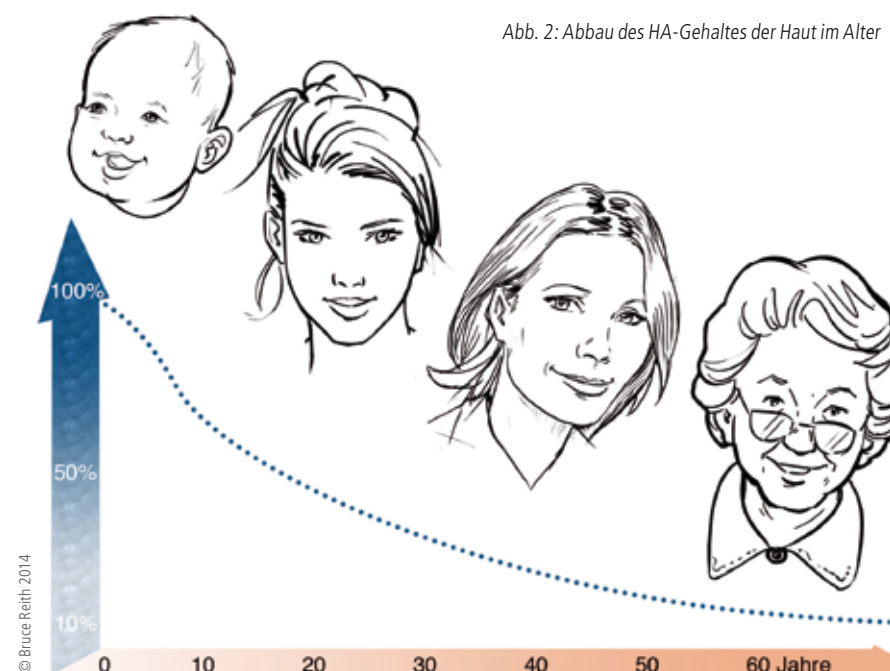 Abb. 2: Abbau des HA-Gehaltes der Haut im Alter
100%
50%
10%
© Bruce Reith 2014
0 10 20 30 40 50 60 Jahre